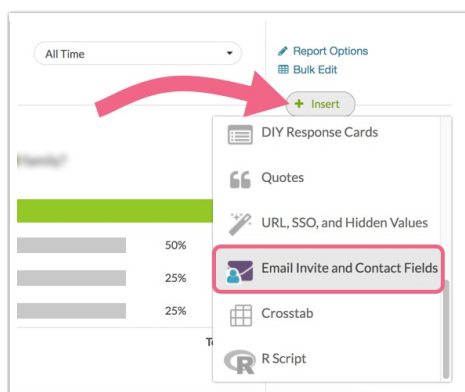 All Time
Report Options
Bulk Edit
+ Insert
DIY Response Cards
Quotes
URL, SSO, and Hidden Values
50%
Email Invite and Contact Fields
25%
Crosstab
25%
R Script